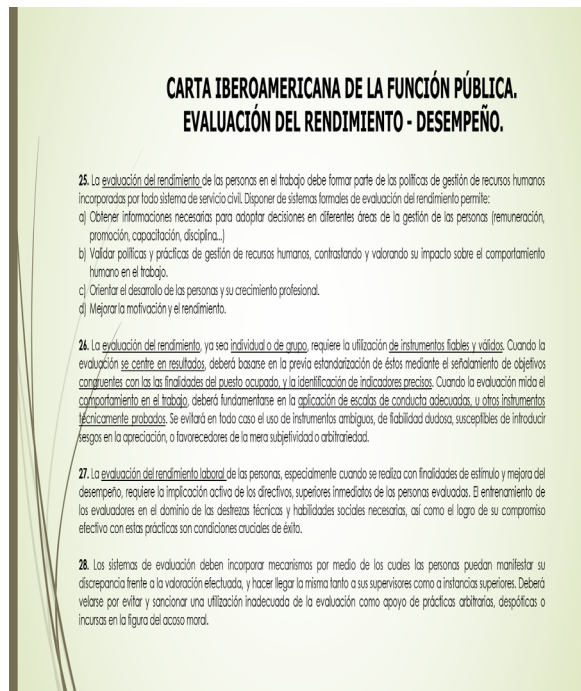 CARTA IBEROAMERICANA DE LA FUNCIÓN PÚBLICA.
EVALUACIÓN DEL RENDIMIENTO - DESEMPEÑO.
25. La evaluación del rendimiento de las personas en el trabajo debe formar parte de las políticas de gestión de recursos humanos
incorporadas por todo sistema de servicio civil. Disponer de sistemas formales de evaluación del rendimiento permite:
a) Obtener informaciones necesarias para adoptar decisiones en diferentes áreas de la gestión de las personas (remuneración,
promoción, capacitación, disciplina...)
b) Validar políticas y prácticas de gestión de recursos humanos, contrastando y valorando su impacto sobre el comportamiento
humano en el trabajo.
c) Orientar el desarrollo de las personas y su crecimiento profesional.
d) Mejorar la motivación y el rendimiento.
26. La evaluación del rendimiento, ya sea individual o de grupo, requiere la utilización de instrumentos fiables y válidos. Cuando la
evaluación se centre en resultados, deberá basarse en la previa estandarización de éstos mediante el señalamiento de objetivos
congruentes con las las finalidades del puesto ocupado, y la identificación de indicadores precisos. Cuando la evaluación mida el
comportamiento en el trabajo, deberá fundamentarse en la aplicación de escalas de conducta adecuadas, u otros instrumentos
técnicamente probados. Se evitará en todo caso el uso de instrumentos ambiguos, de fiabilidad dudosa, susceptibles de introducir
sesgos en la apreciación, o favorecedores de la mera subjetividad o arbitrariedad.
27. La evaluación del rendimiento laboral de las personas, especialmente cuando se realiza con finalidades de estímulo y mejora del
desempeño, requiere la implicación activa de los directivos, superiores inmediatos de las personas evaluadas. El entrenamiento de
los evaluadores en el dominio de las destrezas técnicas y habilidades sociales necesarias, así como el logro de su compromiso
efectivo con estas prácticas son condiciones cruciales de éxito.
28. Los sistemas de evaluación deben incorporar mecanismos por medio de los cuales las personas puedan manifestar su
discrepancia frente a la valoración efectuada, y hacer llegar la misma tanto a sus supervisores como a instancias superiores. Deberá
velarse por evitar y sancionar una utilización inadecuada de la evaluación como apoyo de prácticas arbitrarias, despóticas o
incursas en la figura del acoso moral.